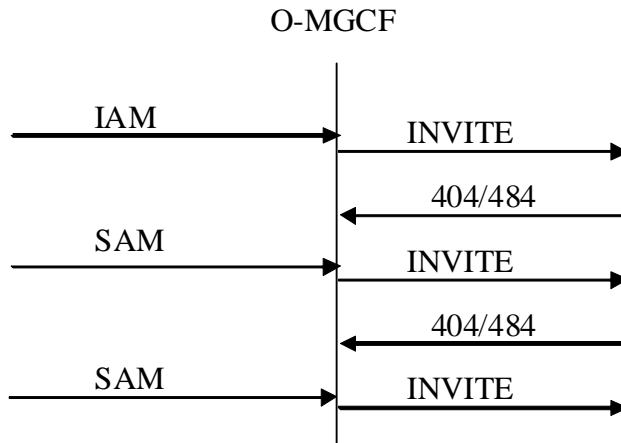 O-MGCF
IAM
INVITE
404/484
SAM
INVITE
404/484
SAM
INVITE